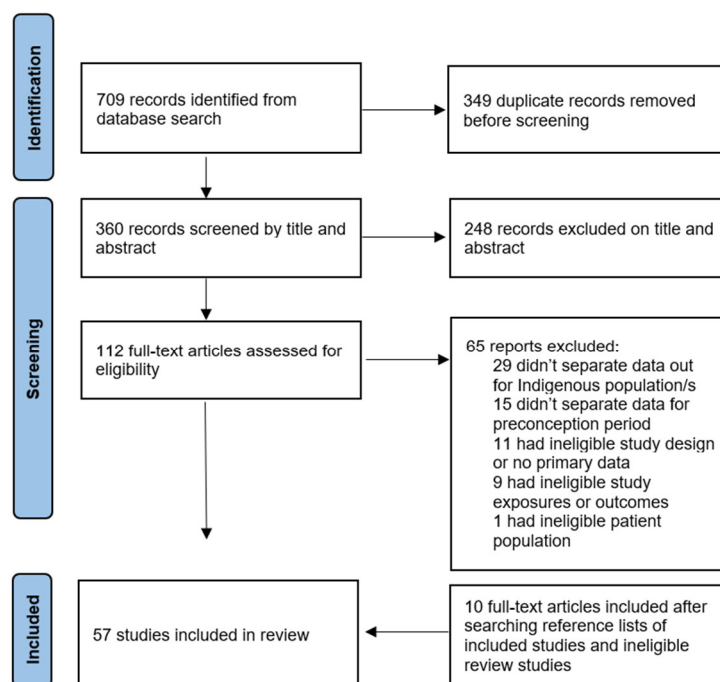 Identification
709 records identified from
database search
349 duplicate records removed
before screening
Screening
360 records screened by title and
abstract
248 records excluded on title and
abstract
112 full-text articles assessed for
eligibility
65 reports excluded:
29 didn't separate data out
for Indigenous population/s
15 didn't separate data for
preconception period
11 had ineligible study design
or no primary data
9 had ineligible study
exposures or outcomes
1 had ineligible patient
population
Included
57 studies included in review
10 full-text articles included after
searching reference lists of
included studies and ineligible
review studies